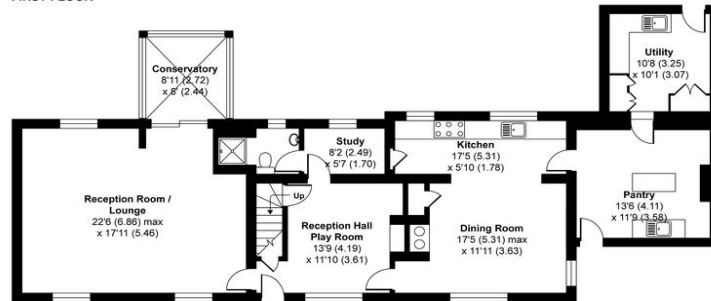 Conservatory
8'11 (2.72)
x 8' (2.44)
Utility
10'8 (3.25)
x 10'1 (3.07)
Study
8'2 (2.49)
x 5'7 (1.70)
Kitchen
17'5 (5.31)
x 5'10 (1.78)
Reception Room /
Lounge
22'6 (6.86) max
x 17'11 (5.46)
Up
Reception Hall
Play Room
13'9 (4.19)
x 11'10 (3.61)
Dining Room
17'5 (5.31) max
x 11'11 (3.63)
Pantry
13'6 (4.11)
x 11'9 (3.58)